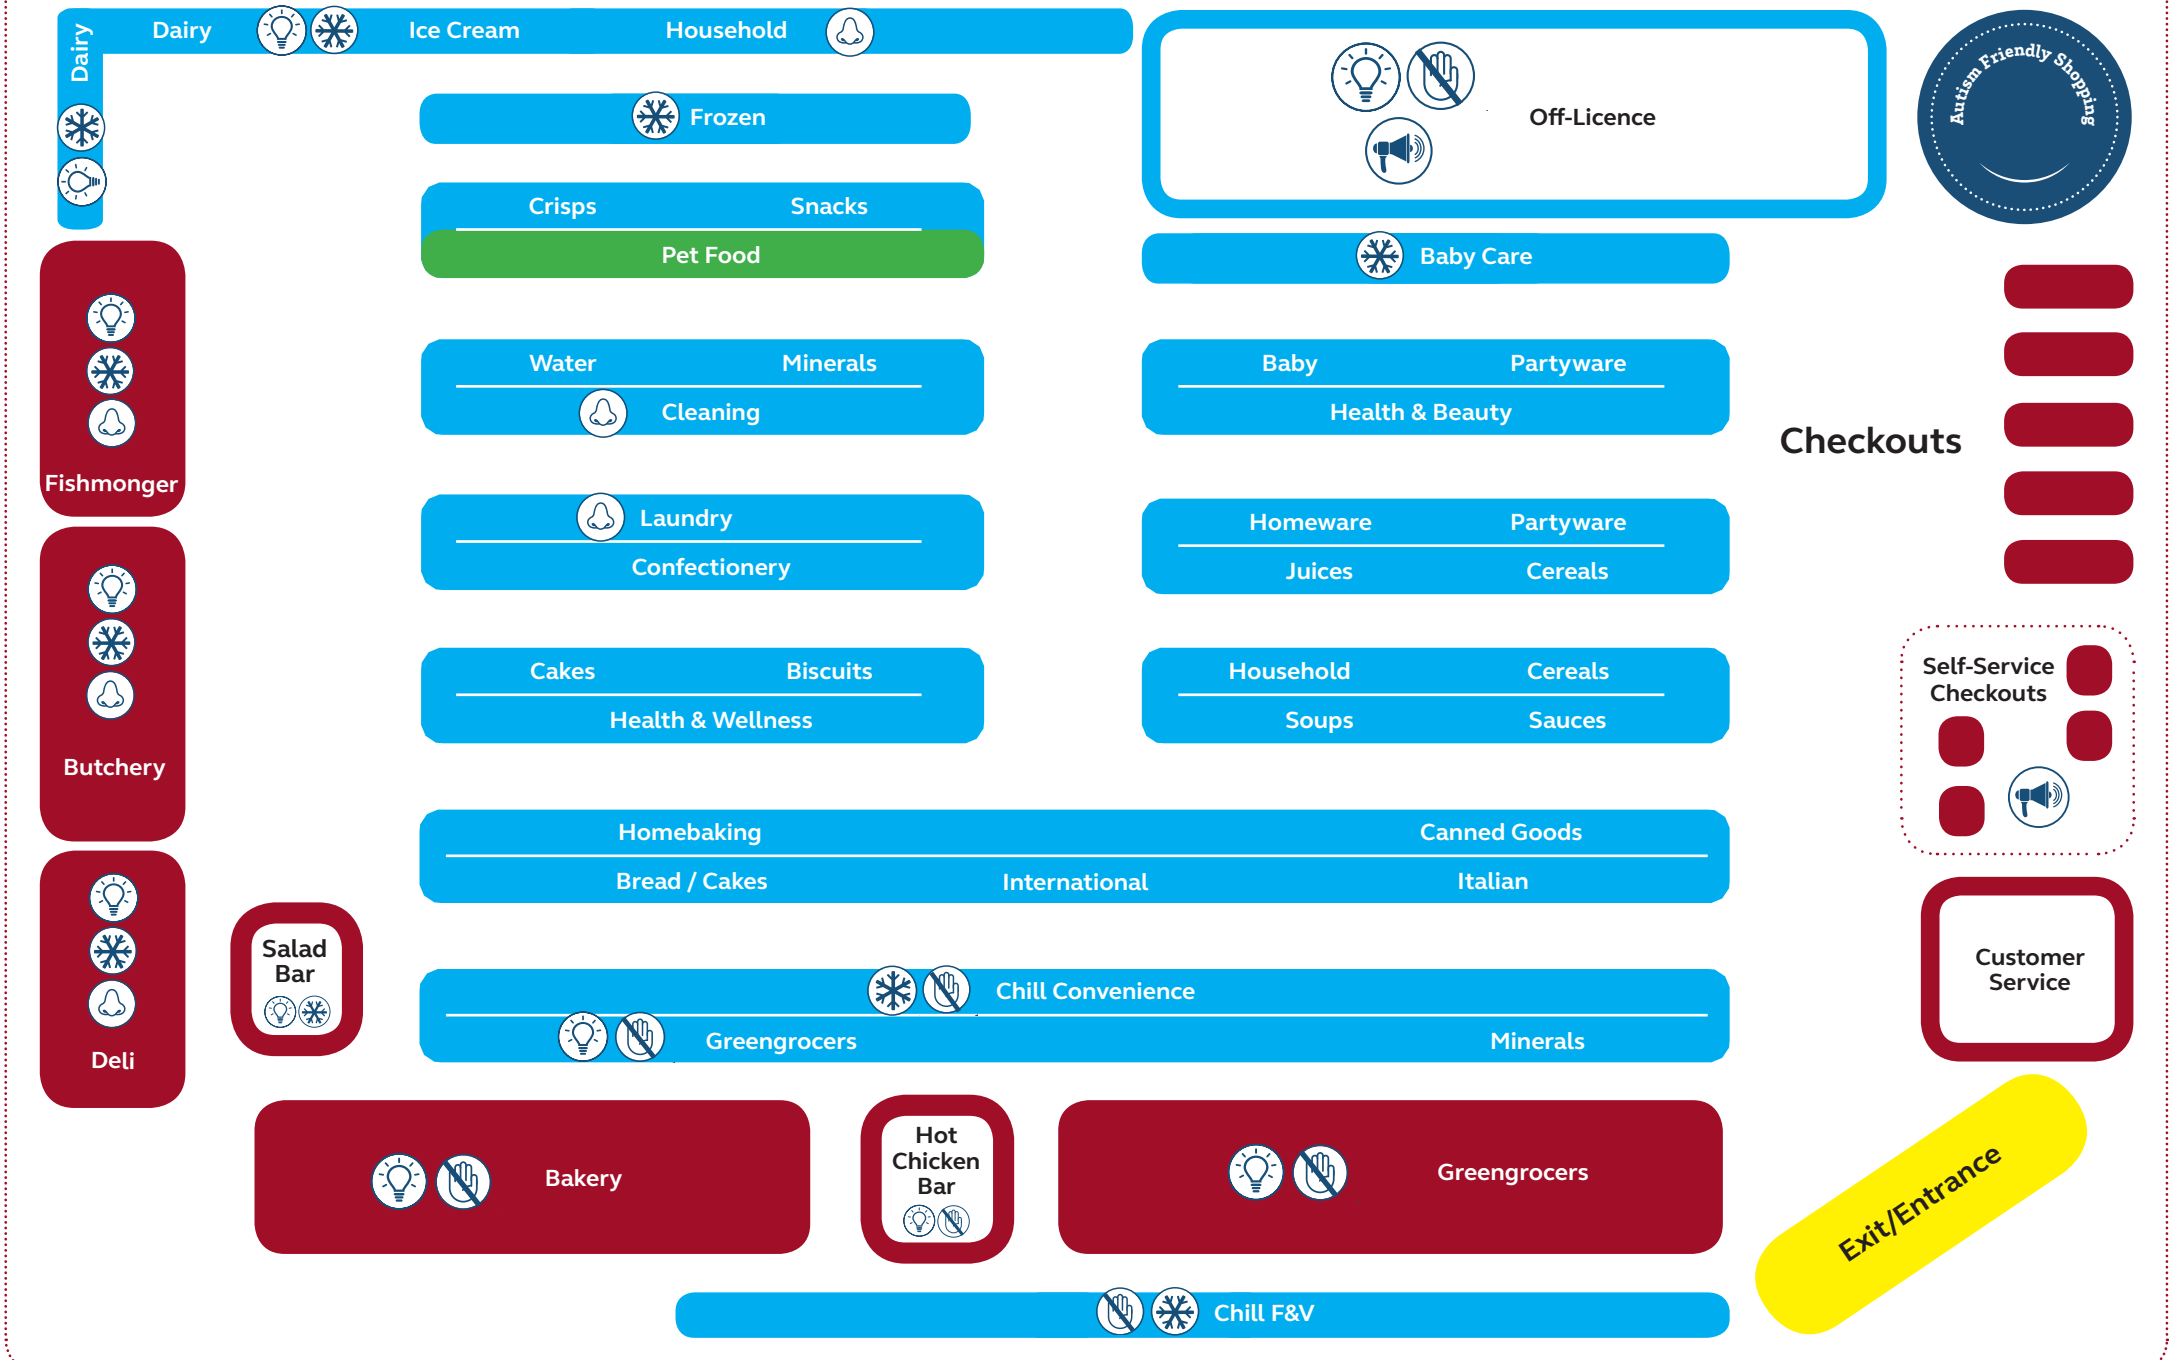 Dairy
Dairy
Ice Cream
Household
Off-Licence
Autism Friendly Shopping
Frozen
Crisps
Snacks
Pet Food
Baby Care
Water
Minerals
Cleaning
Baby
Partyware
Health & Beauty
Checkouts
Fishmonger
Laundry
Confectionery
Homeware
Partyware
Juices
Cereals
Butchery
Cakes
Biscuits
Health & Wellness
Household
Cereals
Soups
Sauces
Self-Service
Checkouts
Homebaking
Canned Goods
Bread / Cakes
International
Italian
Deli
Salad
Bar
Chill Convenience
Greengrocers
Minerals
Customer
Service
Bakery
Hot
Chicken
Bar
Greengrocers
Exit/Entrance
Chill F&V